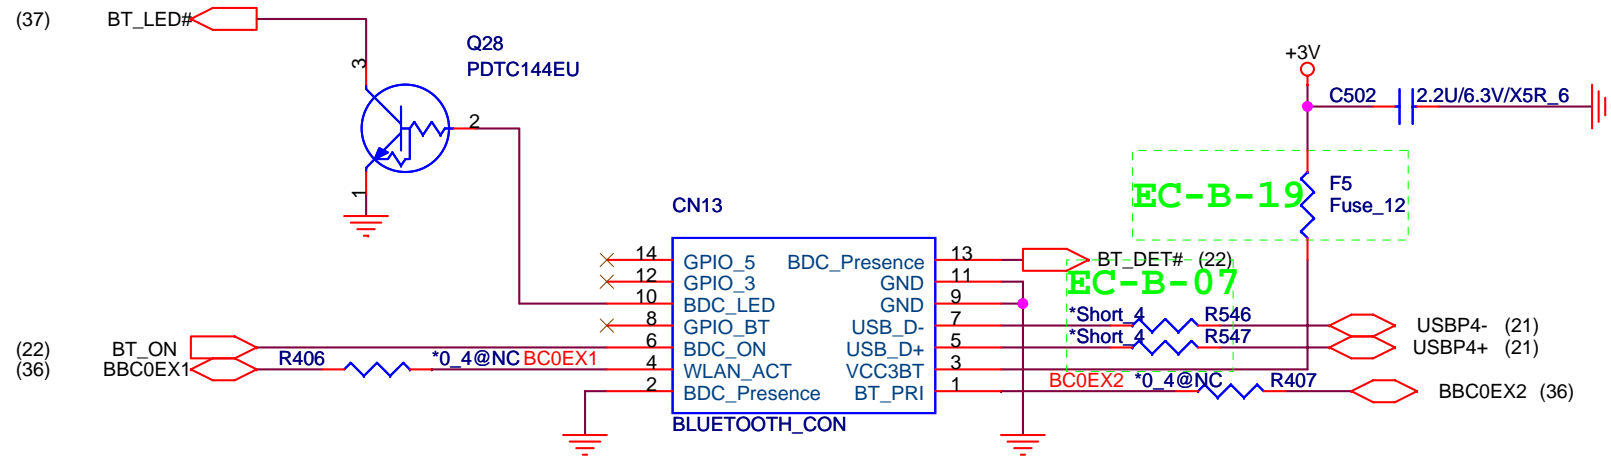 (37) BT_LED#
Q28
PDTC144EU
3
2
1
+3V
C502 2.2U/6.3V/X5R_6
EC-B-19
F5
Fuse_12
CN13
14 GPIO_5 BDC_Presence 13 BT_DET# (22)
12 GPIO_3 GND 11
EC-B-07
10 BDC_LED GND 9
8 GPIO_BT USB_D- 7 *Short_4 R546 USBP4- (21)
(22) BT_ON 6 BDC_ON USB_D+ 5 *Short_4 R547 USBP4+ (21)
(36) BBC0EX1 R406 *0_4@NC BC0EX1 4 WLAN_ACT VCC3BT 3
2 BDC_Presence BT_PRI 1 BC0EX2 *0_4@NC R407 BBC0EX2 (36)
BLUETOOTH_CON